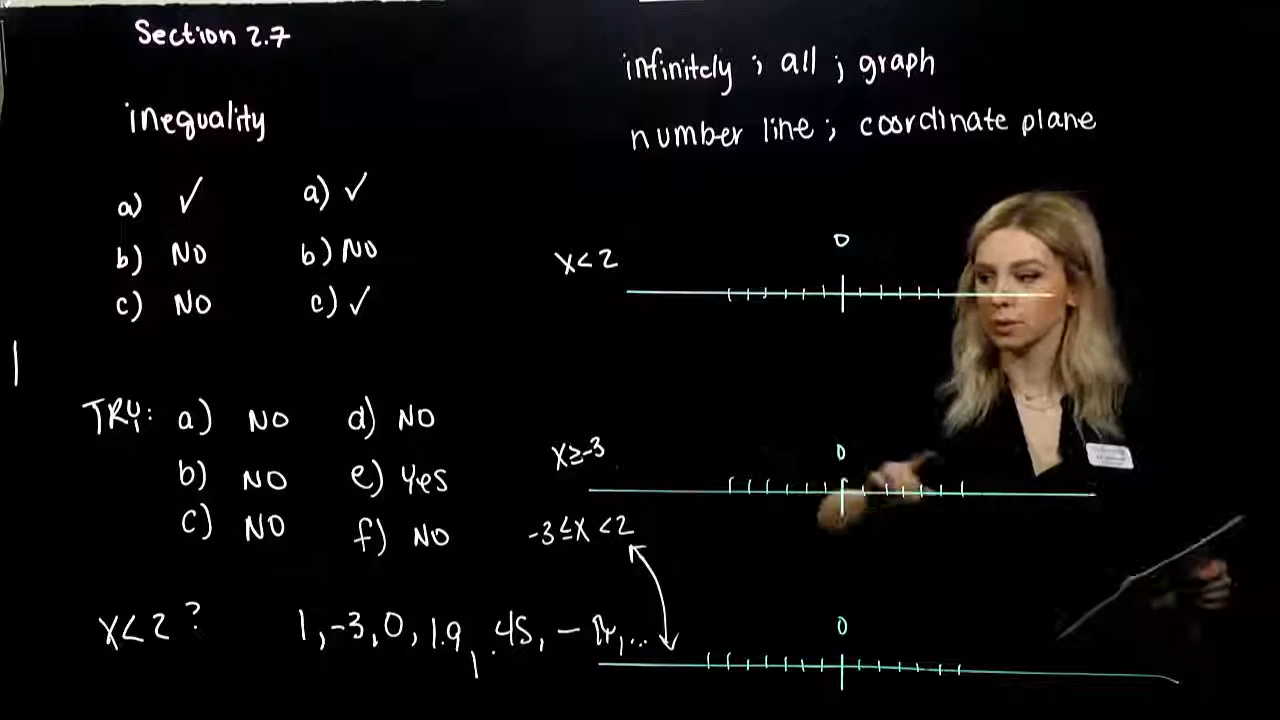 Section 2.7
inequality
a) ✓ a) ✓
b) NO b) NO
c) NO c) ✓
TRY: a) NO d) NO
b) NO e) Yes
c) NO f) NO
x<2 ? 1, -3, 0, 1.9, .45, -
infinitely ; all ; graph
number line ; coordinate plane
x<2
0
x≥-3
0
-3≤x<2
0